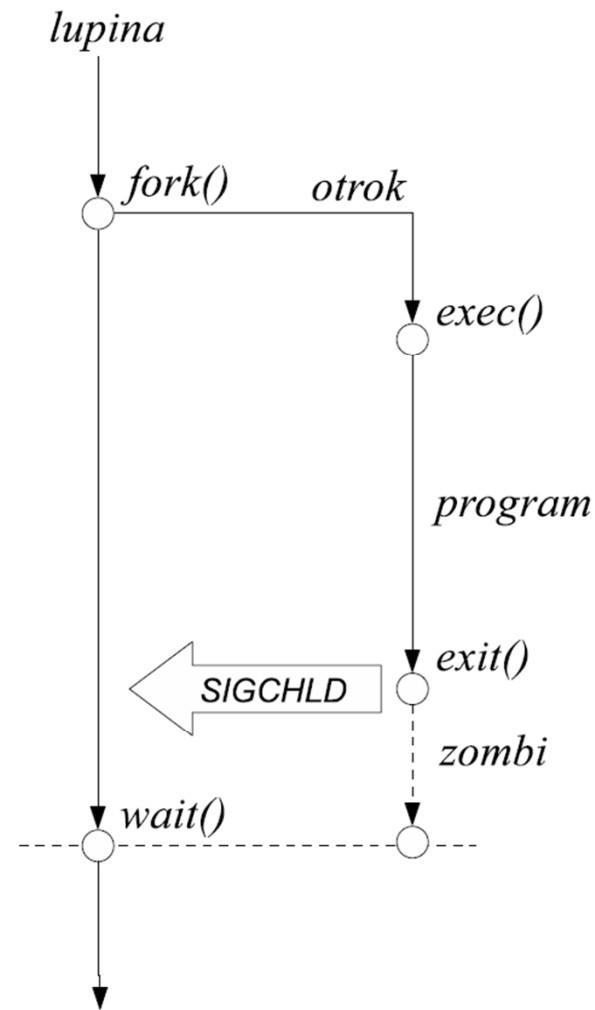 lupina
fork()
otrok
exec()
program
exit()
SIGCHLD
zombi
wait()